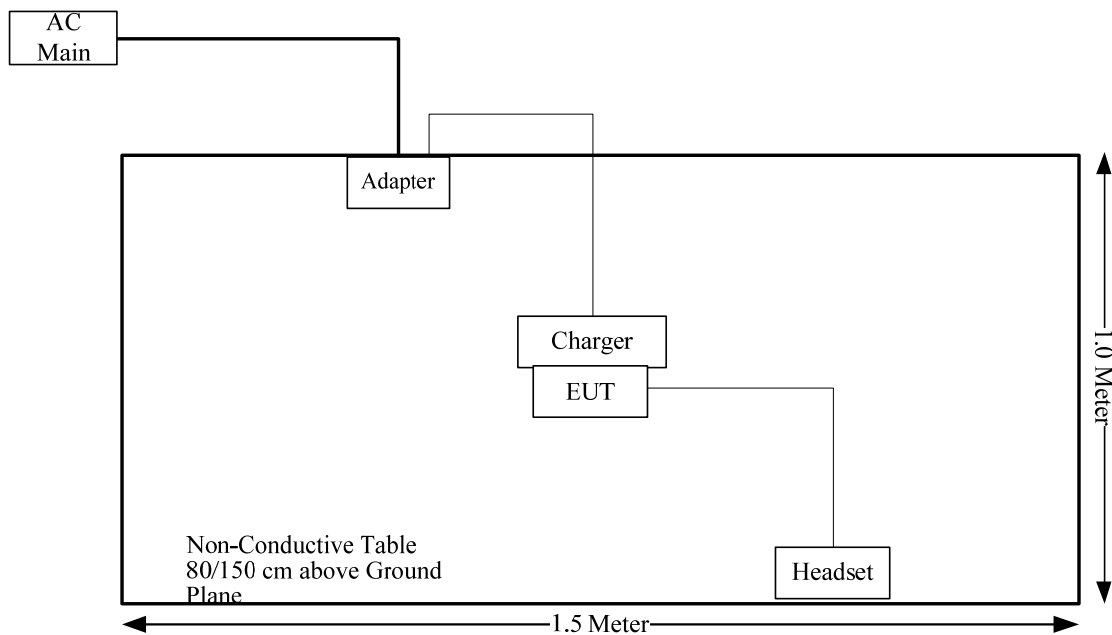 AC
Main
Adapter
Charger
EUT
Headset
Non-Conductive Table
80/150 cm above Ground
Plane
1.0 Meter
1.5 Meter